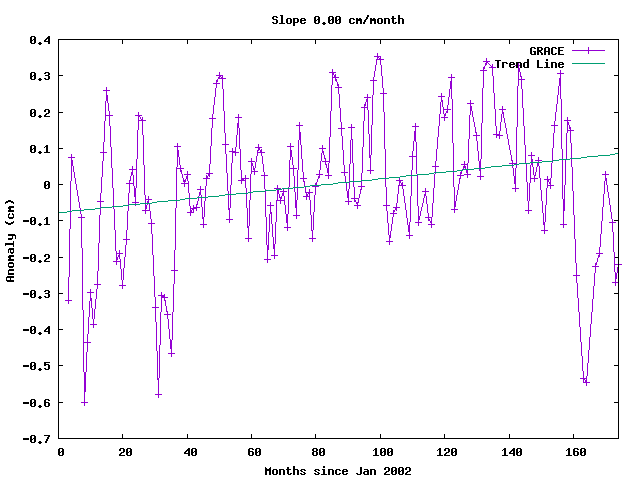 Slope 0.00 cm/month
0.4
GRACE
Trend Line
0.3
0.2
0.1
0
-0.1
-0.2
-0.3
-0.4
-0.5
-0.6
-0.7
Anomaly (cm)
0 20 40 60 80 100 120 140 160
Months since Jan 2002